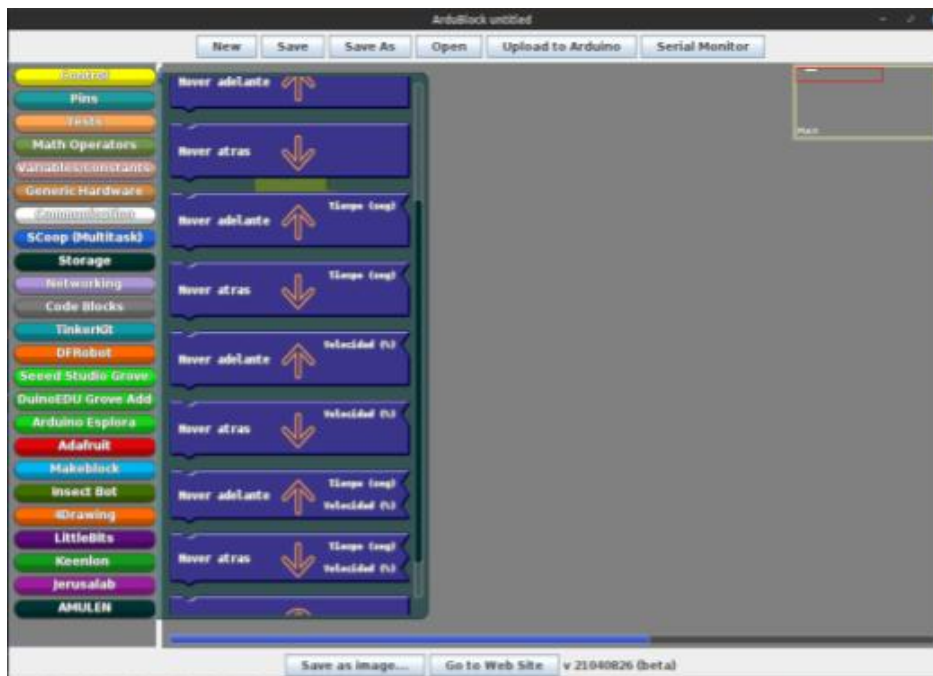 ArduBlock untitled
New Save Save As Open Upload to Arduino Serial Monitor
Control
Pins
Tests
Math Operators
Variables/Constants
Generic Hardware
Communication
SCoop (Multitask)
Storage
Networking
Code Blocks
TinkerKit
DFRobot
Seeed Studio Grove
DuinoEDU Grove Add
Arduino Esplora
Adafruit
Makeblock
Insect Bot
4Drawing
LittleBits
Keenlon
Jerusalab
AMULEN
Mover adelante
Mover atras
Mover adelante Tiempo (seg)
Mover atras Tiempo (seg)
Mover adelante Velocidad (%)
Mover atras Velocidad (%)
Mover adelante Tiempo (seg)
Velocidad (%)
Mover atras Tiempo (seg)
Velocidad (%)
Main
Save as image... Go to Web Site v 21040826 (beta)